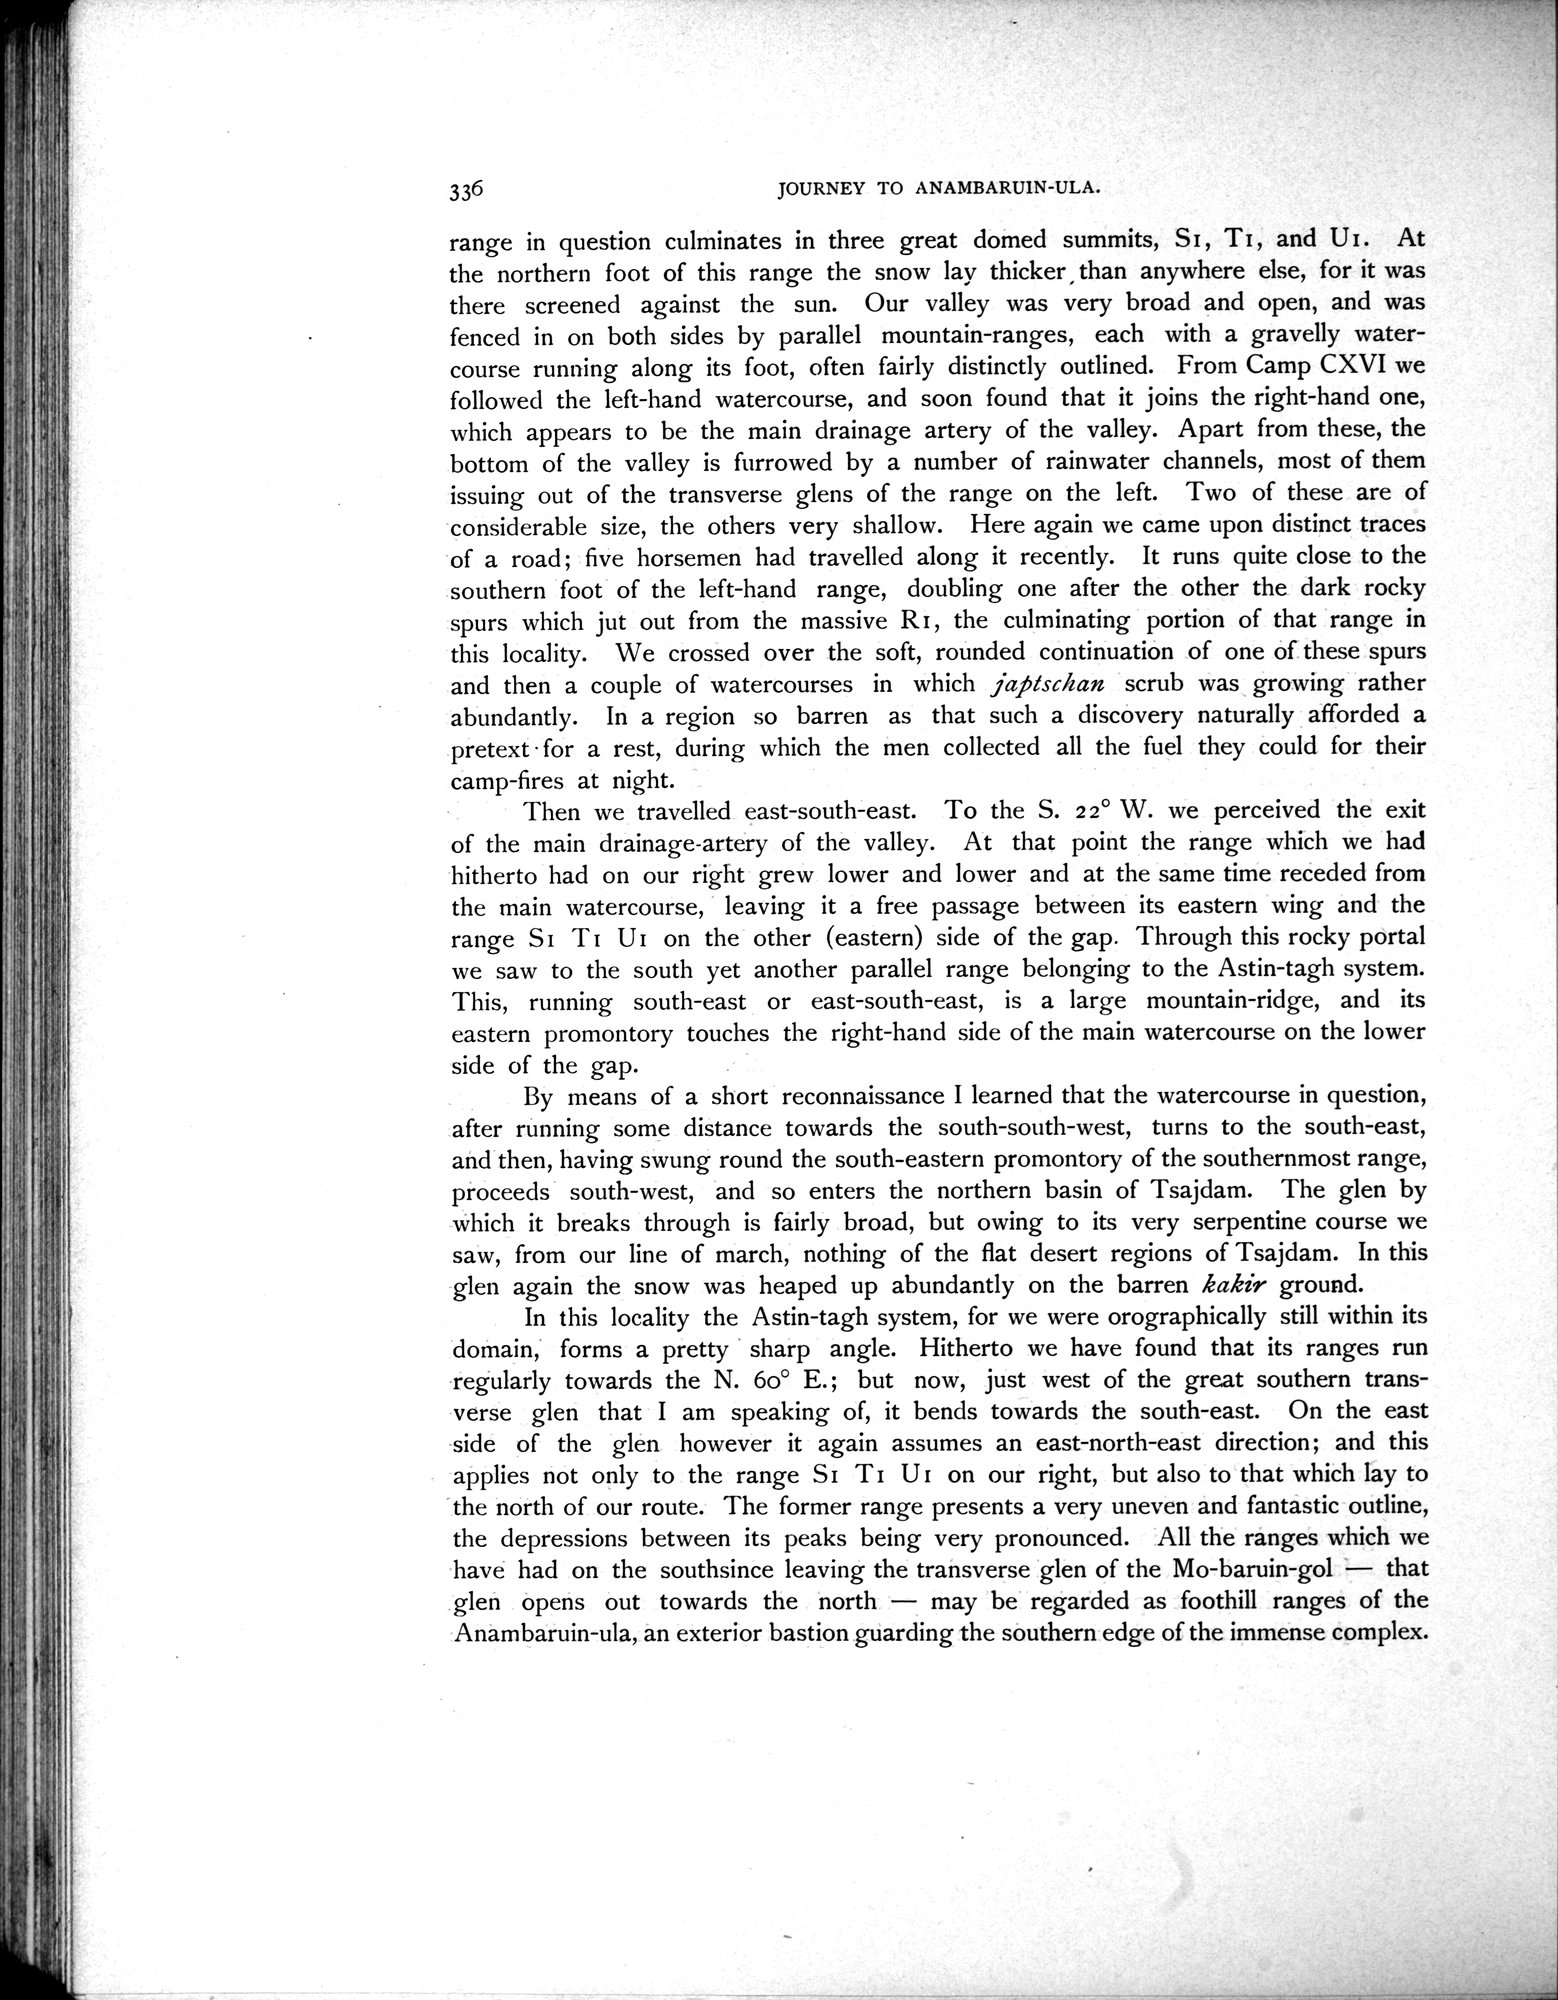 336
JOURNEY TO ANAMBARUIN-ULA.
range in question culminates in three great domed summits, S1, T1, and U1. At
the northern foot of this range the snow lay thicker than anywhere else, for it was
there screened against the sun. Our valley was very broad and open, and was
fenced in on both sides by parallel mountain-ranges, each with a gravelly water-
course running along its foot, often fairly distinctly outlined. From Camp CXVI we
followed the left-hand watercourse, and soon found that it joins the right-hand one,
which appears to be the main drainage artery of the valley. Apart from these, the
bottom of the valley is furrowed by a number of rainwater channels, most of them
issuing out of the transverse glens of the range on the left. Two of these are of
considerable size, the others very shallow. Here again we came upon distinct traces
of a road; five horsemen had travelled along it recently. It runs quite close to the
southern foot of the left-hand range, doubling one after the other the dark rocky
spurs which jut out from the massive R1, the culminating portion of that range in
this locality. We crossed over the soft, rounded continuation of one of these spurs
and then a couple of watercourses in which japtschan scrub was growing rather
abundantly. In a region so barren as that such a discovery naturally afforded a
pretext for a rest, during which the men collected all the fuel they could for their
camp-fires at night.
Then we travelled east-south-east. To the S. 22° W. we perceived the exit
of the main drainage-artery of the valley. At that point the range which we had
hitherto had on our right grew lower and lower and at the same time receded from
the main watercourse, leaving it a free passage between its eastern wing and the
range S1 T1 U1 on the other (eastern) side of the gap. Through this rocky portal
we saw to the south yet another parallel range belonging to the Astin-tagh system.
This, running south-east or east-south-east, is a large mountain-ridge, and its
eastern promontory touches the right-hand side of the main watercourse on the lower
side of the gap.
By means of a short reconnaissance I learned that the watercourse in question,
after running some distance towards the south-south-west, turns to the south-east,
and then, having swung round the south-eastern promontory of the southernmost range,
proceeds south-west, and so enters the northern basin of Tsajdam. The glen by
which it breaks through is fairly broad, but owing to its very serpentine course we
saw, from our line of march, nothing of the flat desert regions of Tsajdam. In this
glen again the snow was heaped up abundantly on the barren kakir ground.
In this locality the Astin-tagh system, for we were orographically still within its
domain, forms a pretty sharp angle. Hitherto we have found that its ranges run
regularly towards the N. 60° E.; but now, just west of the great southern trans-
verse glen that I am speaking of, it bends towards the south-east. On the east
side of the glen however it again assumes an east-north-east direction; and this
applies not only to the range S1 T1 U1 on our right, but also to that which lay to
the north of our route. The former range presents a very uneven and fantastic outline,
the depressions between its peaks being very pronounced. All the ranges which we
have had on the southsince leaving the transverse glen of the Mo-baruin-gol — that
glen opens out towards the north — may be regarded as foothill ranges of the
Anambaruin-ula, an exterior bastion guarding the southern edge of the immense complex.